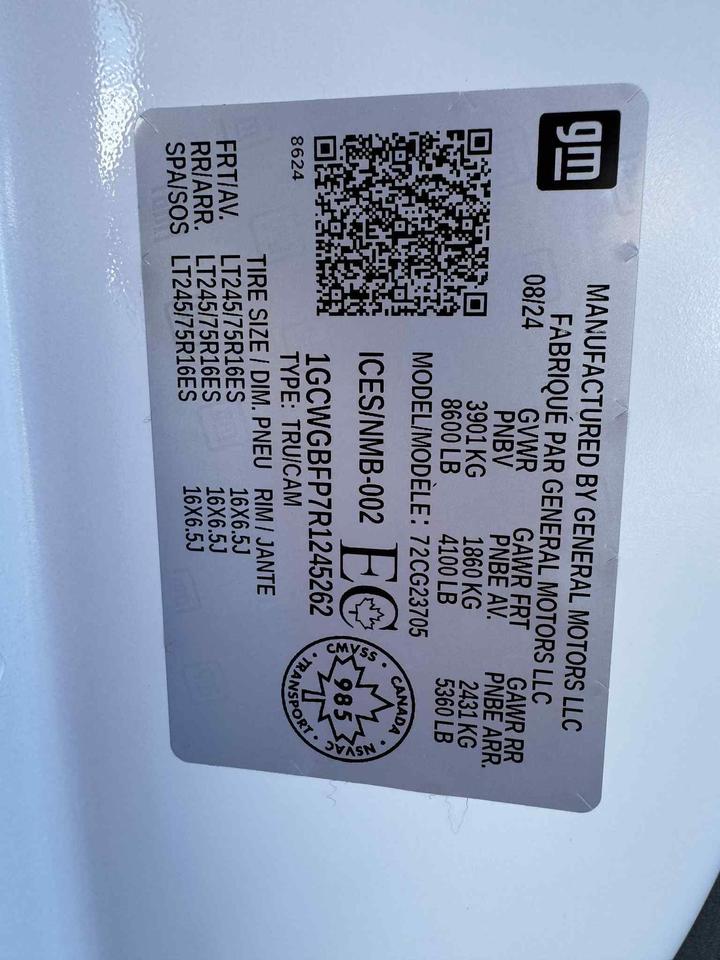 gm
MANUFACTURED BY GENERAL MOTORS LLC
FABRIQUÉ PAR GENERAL MOTORS LLC
08/24 GVWR GAWR FRT GAWR RR
PNBV PNBE AV. PNBE ARR.
3901 KG 1860 KG 2431 KG
8600 LB 4100 LB 5360 LB
MODEL/MODÈLE: 72CG23705
ICES/NMB-002 EC
1GCWGBFP7R1245262
TYPE: TRU/CAM
8624
CANADA · NSVAC · TRANSPORT · CMVSS ·
985
TIRE SIZE / DIM. PNEU RIM / JANTE
FRT/AV. LT245/75R16ES 16X6.5J
RR/ARR. LT245/75R16ES 16X6.5J
SPA/SOS LT245/75R16ES 16X6.5J